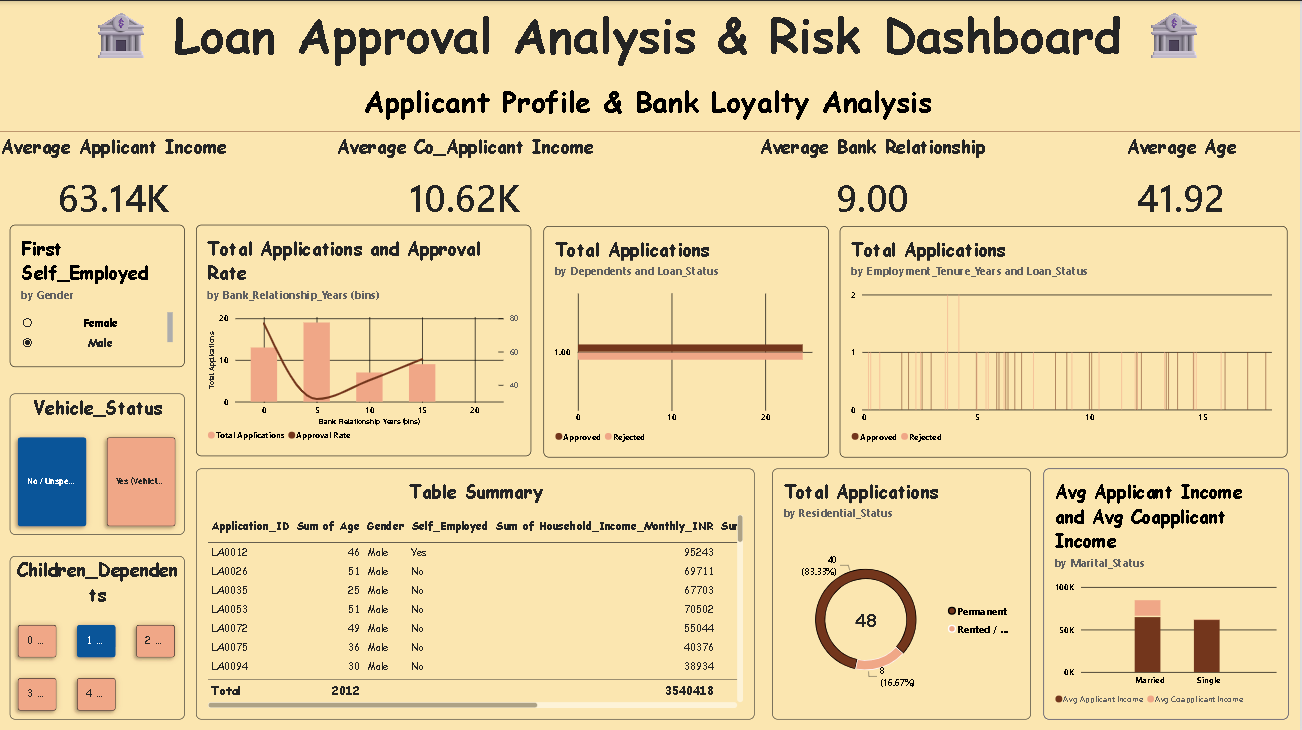 Loan Approval Analysis & Risk Dashboard
Applicant Profile & Bank Loyalty Analysis
Average Applicant Income
63.14K
Average Co_Applicant Income
10.62K
Average Bank Relationship
9.00
Average Age
41.92
First
Self_Employed
by Gender
Female
Male
Vehicle_Status
No / Unspe...
Yes (Vehicl...
Children_Dependen
ts
0 ...
1 ...
2 ...
3 ...
4 ...
Total Applications and Approval
Rate
by Bank_Relationship_Years (bins)
Total Applications
20
10
0
80
60
40
0 5 10 15 20
Bank Relationship Years (bins)
Total Applications Approval Rate
Total Applications
by Dependents and Loan_Status
1.00
0 10 20
Approved Rejected
Total Applications
by Employment_Tenure_Years and Loan_Status
2
1
0
0 5 10 15
Approved Rejected
Table Summary
Application_ID Sum of Age Gender Self_Employed Sum of Household_Income_Monthly_INR Sur
LA0012 46 Male Yes 95243
LA0026 51 Male No 69711
LA0035 25 Male No 67703
LA0053 51 Male No 70502
LA0072 49 Male No 55044
LA0075 36 Male No 40376
LA0094 30 Male No 38934
Total 2012 3540418
Total Applications
by Residential_Status
40
(83.33%)
48
8
(16.67%)
Permanent
Rented / ...
Avg Applicant Income
and Avg Coapplicant
Income
by Marital_Status
100K
50K
0K
Married Single
Avg Applicant Income Avg Coapplicant Income